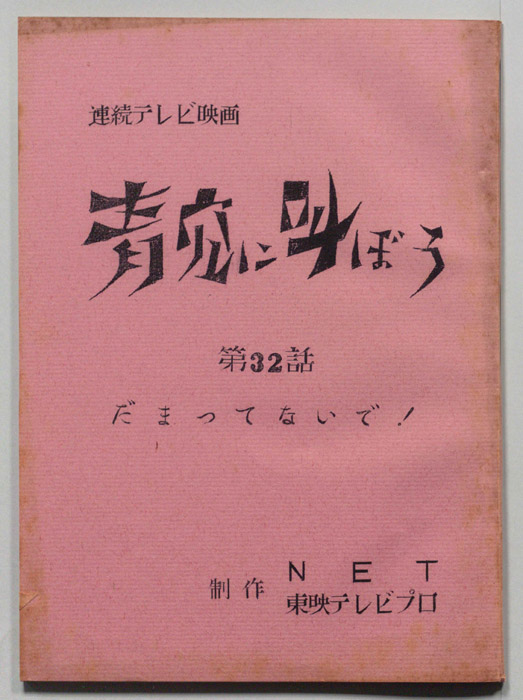 連続テレビ映画
青空に叫ぼう
第32話
だまってないで!
制作 NET
東映テレビプロ